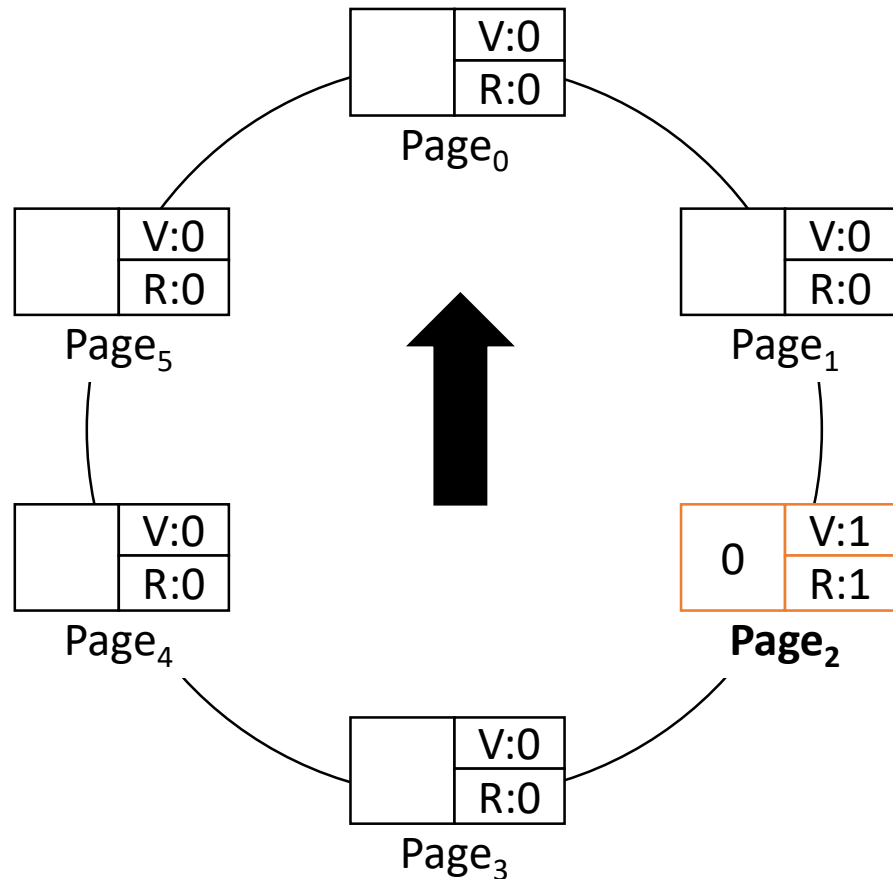 V:0
R:0
Page₀
V:0
R:0
Page₅
V:0
R:0
Page₁
V:0
R:0
Page₄
0
V:1
R:1
Page₂
V:0
R:0
Page₃